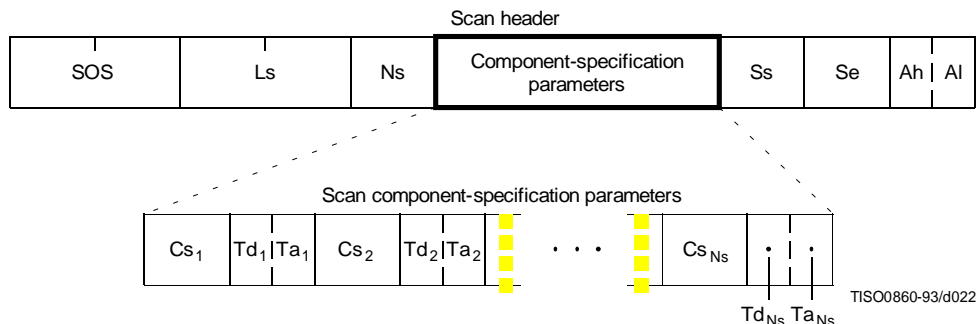 Scan header
SOS Ls Ns Component-specification parameters Ss Se Ah Al
Scan component-specification parameters
Cs1 Td1 Ta1 Cs2 Td2 Ta2 . . . CsNs
TdNs TaNs
TISO0860-93/d022